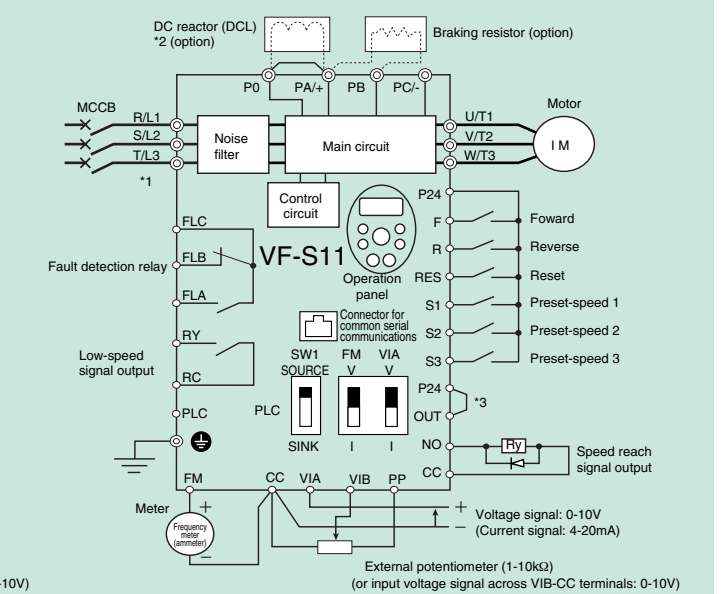 DC reactor (DCL)
*2 (option)
Braking resistor (option)
P0
PA/+
PB
PC/-
MCCB
Motor
R/L1
S/L2
T/L3
*1
Noise
filter
Main circuit
U/T1
V/T2
W/T3
I M
Control
circuit
P24
FLC
F
Foward
FLB
VF-S11
R
Reverse
Fault detection relay
Operation
panel
RES
Reset
FLA
S1
Preset-speed 1
Connector for
common serial
communications
RY
S2
Preset-speed 2
Low-speed
signal output
SW1
SOURCE
FM
V
VIA
V
S3
Preset-speed 3
RC
P24
*3
PLC
PLC
OUT
SINK
I
I
NO
Ry
Speed reach
signal output
CC
FM
CC
VIA
VIB
PP
Meter
+
Frequency
meter
(ammeter)
−
+
−
Voltage signal: 0-10V
(Current signal: 4-20mA)
External potentiometer (1-10kΩ)
(or input voltage signal across VIB-CC terminals: 0-10V)
-10V)